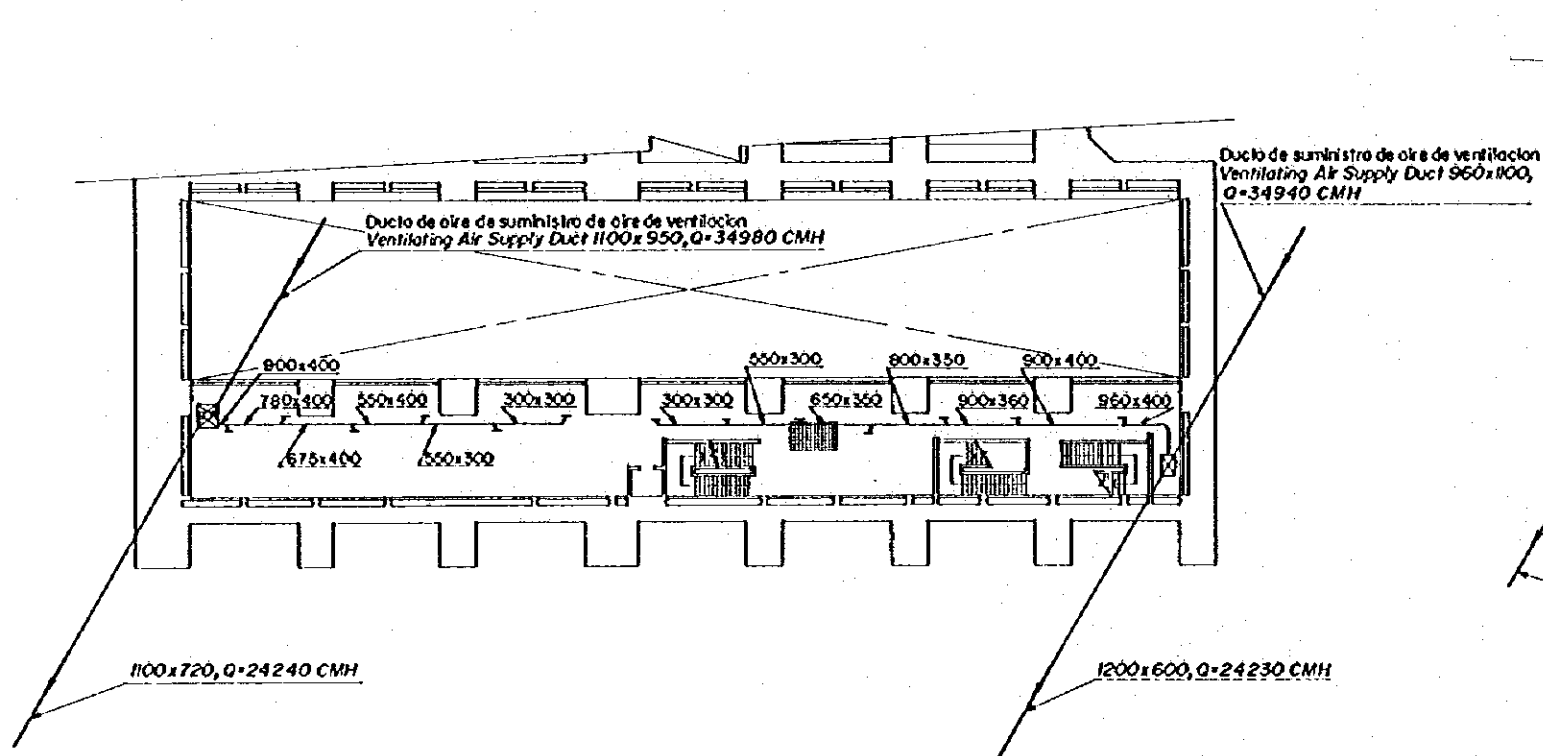 Ducto de suministro de aire de ventilacion
Ventilating Air Supply Duct 960x1100,
Q=34940 CMH
Ducto de aire de suministro de aire de ventilacion
Ventilating Air Supply Duct 1100x950, Q=34980 CMH
900x400
550x300
800x350
900x400
780x400
550x400
300x300
300x300
650x350
900x360
960x400
675x400
550x300
1100x720, Q=24240 CMH
1200x600, Q=24230 CMH